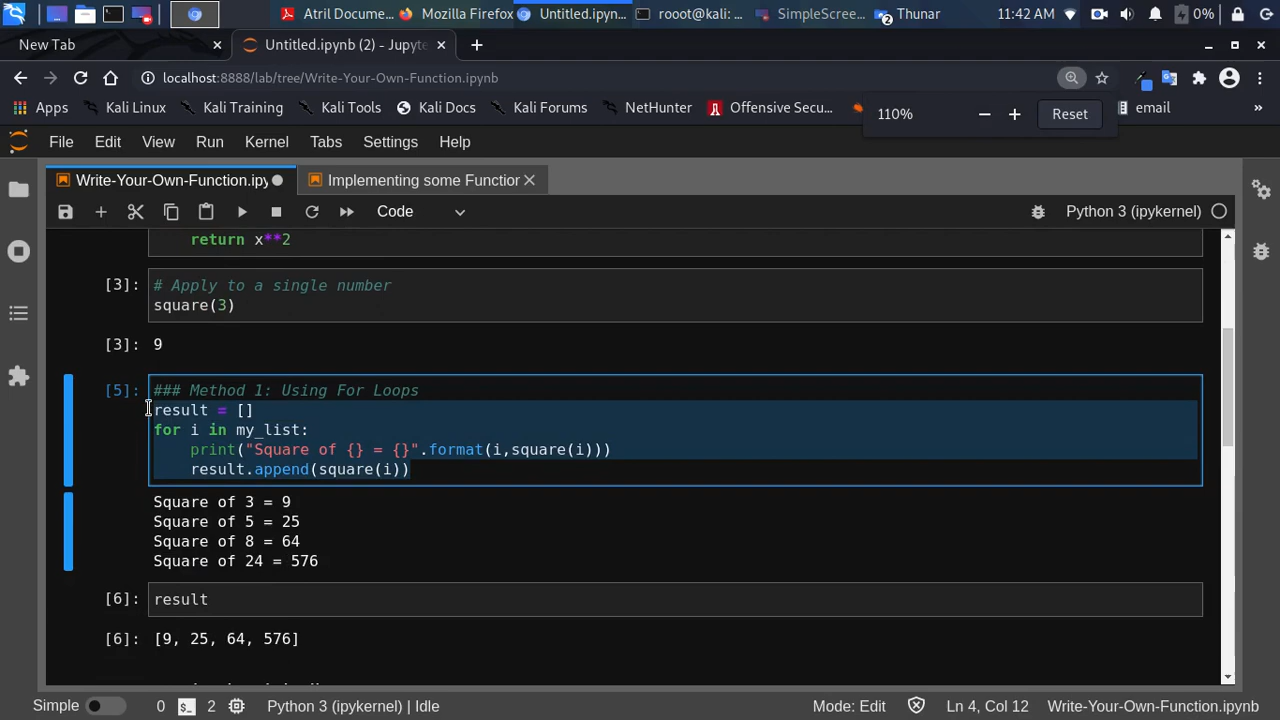 Atril Docume...
Mozilla Firefox
Untitled.ipyn...
rooot@kali: ...
SimpleScree...
2
Thunar
11:42 AM
0%
New Tab
Untitled.ipynb (2) - Jupyte
localhost:8888/lab/tree/Write-Your-Own-Function.ipynb
Apps
Kali Linux
Kali Training
Kali Tools
Kali Docs
Kali Forums
NetHunter
Offensive Secu...
email
»
110%
Reset
File
Edit
View
Run
Kernel
Tabs
Settings
Help
Write-Your-Own-Function.ipy
Implementing some Function
Code
Python 3 (ipykernel)
return x**2
[3]:
# Apply to a single number
square(3)
[3]: 9
[5]:
### Method 1: Using For Loops
result = []
for i in my_list:
print("Square of {} = {}".format(i,square(i)))
result.append(square(i))
Square of 3 = 9
Square of 5 = 25
Square of 8 = 64
Square of 24 = 576
[6]: result
[6]: [9, 25, 64, 576]
Simple
0
2
Python 3 (ipykernel) | Idle
Mode: Edit
Ln 4, Col 12
Write-Your-Own-Function.ipynb